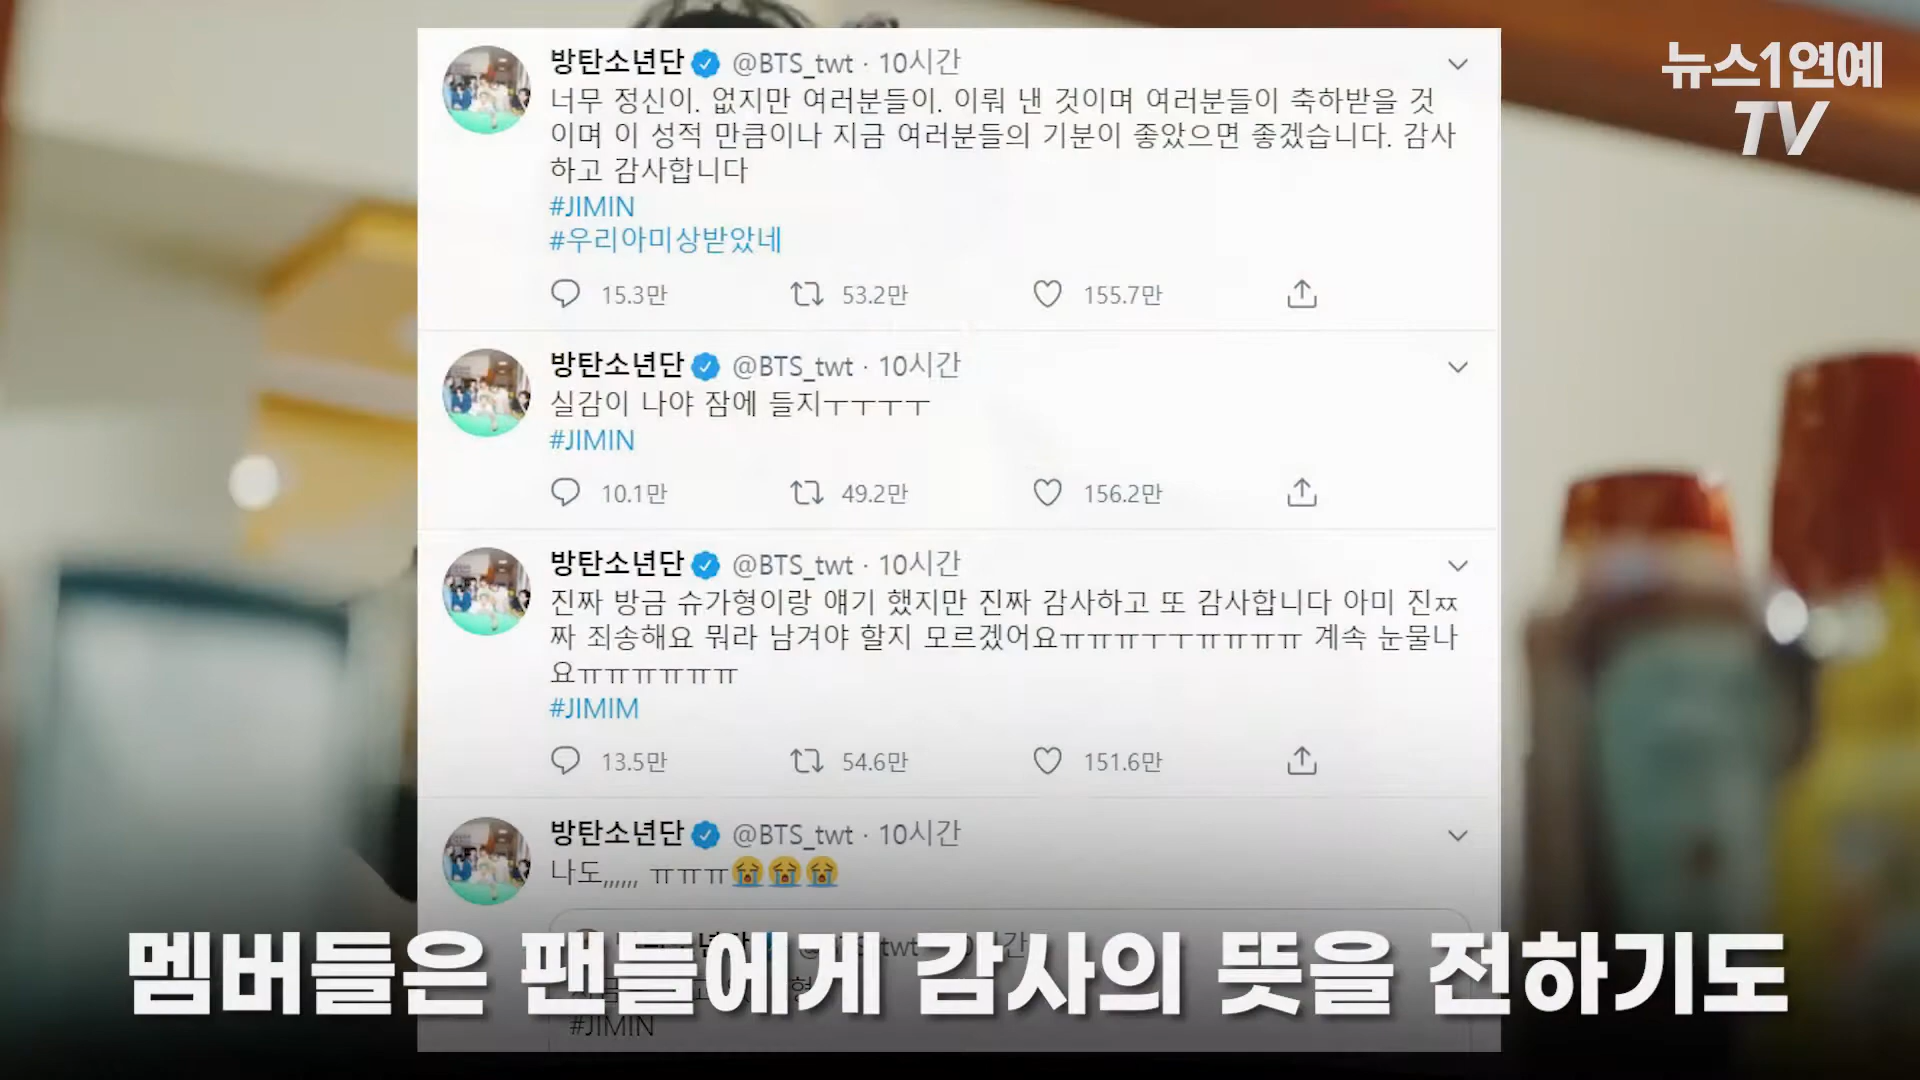 뉴스1연예
TV
방탄소년단 @BTS_twt · 10시간
너무 정신이. 없지만 여러분들이. 이뤄 낸 것이며 여러분들이 축하받을 것
이며 이 성적 만큼이나 지금 여러분들의 기분이 좋았으면 좋겠습니다. 감사
하고 감사합니다
#JIMIN
#우리아미상받았네
15.3만 53.2만 155.7만
방탄소년단 @BTS_twt · 10시간
실감이 나야 잠에 들지ㅜㅜㅜㅜ
#JIMIN
10.1만 49.2만 156.2만
방탄소년단 @BTS_twt · 10시간
진짜 방금 슈가형이랑 얘기 했지만 진짜 감사하고 또 감사합니다 아미 진ㅉ
짜 죄송해요 뭐라 남겨야 할지 모르겠어요ㅠㅠㅠㅜㅜㅠㅠㅠㅠ 계속 눈물나
요ㅠㅠㅠㅠㅠㅠ
#JIMIM
13.5만 54.6만 151.6만
방탄소년단 @BTS_twt · 10시간
나도,,,,,, ㅠㅠㅠ😭😭😭
멤버들은 팬들에게 감사의 뜻을 전하기도
#JIMIN